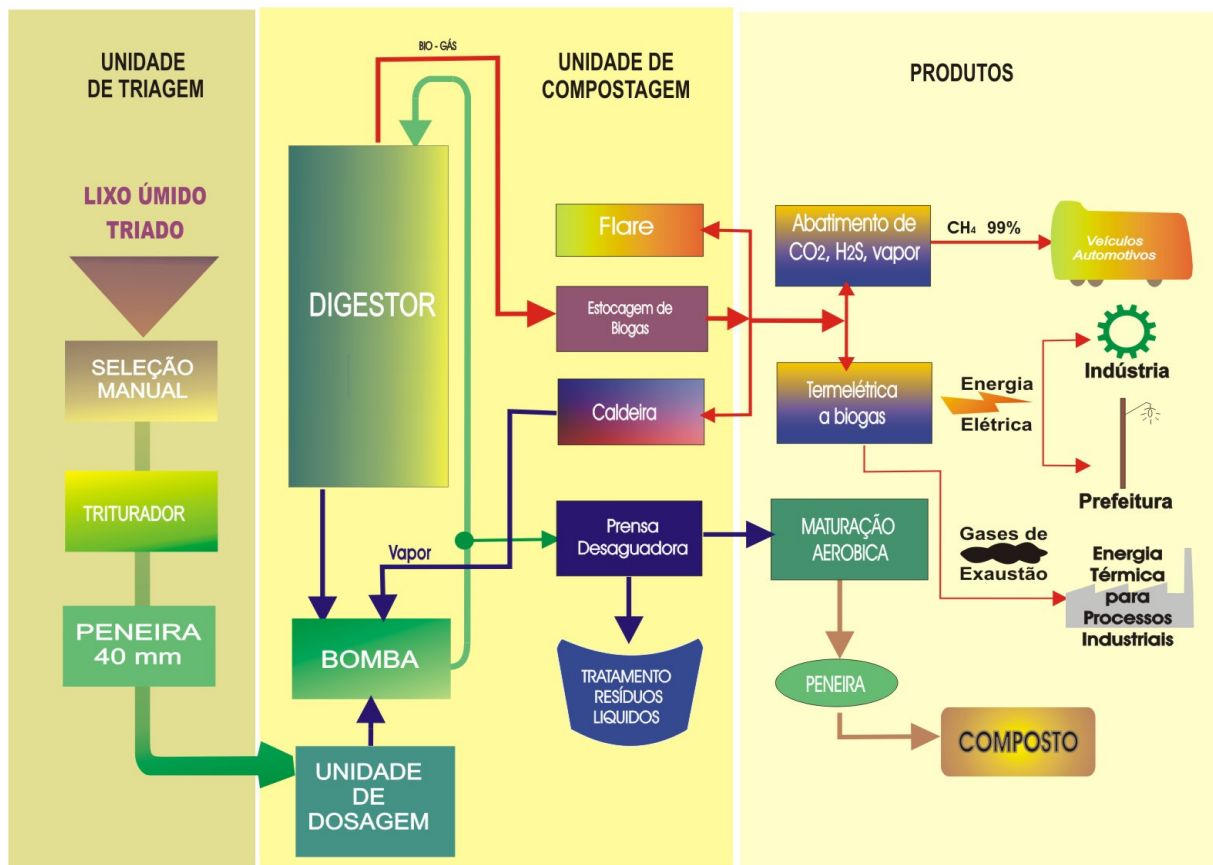 UNIDADE
DE TRIAGEM
LIXO ÚMIDO
TRIADO
SELEÇÃO
MANUAL
TRITURADOR
PENEIRA
40 mm
BIO - GÁS
UNIDADE DE
COMPOSTAGEM
DIGESTOR
Flare
Estocagem de
Biogas
Caldeira
Vapor
Prensa
Desaguadora
BOMBA
TRATAMENTO
RESÍDUOS
LIQUIDOS
UNIDADE
DE
DOSAGEM
PRODUTOS
Abatimento de
CO2, H2S, vapor
CH4 99%
Veículos
Automotivos
Termelétrica
a biogas
Energia
Elétrica
Indústria
Prefeitura
MATURAÇÃO
AEROBICA
Gases de
Exaustão
Energia
Térmica
para
Processos
Industriais
PENEIRA
COMPOSTO